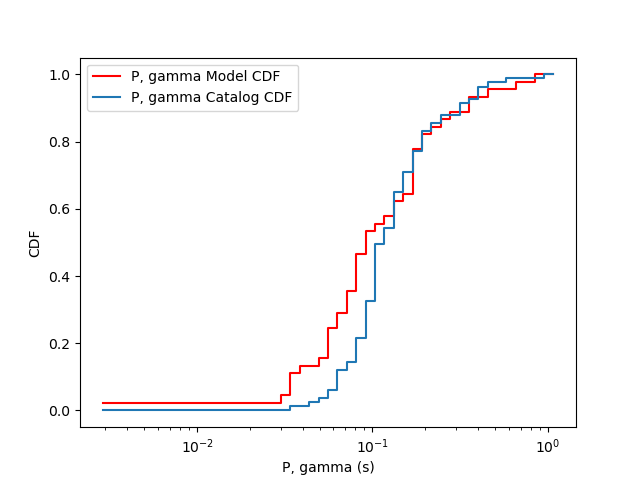 P, gamma Model CDF
P, gamma Catalog CDF
1.0
0.8
0.6
0.4
0.2
0.0
CDF
10⁻²
10⁻¹
10⁰
P, gamma (s)